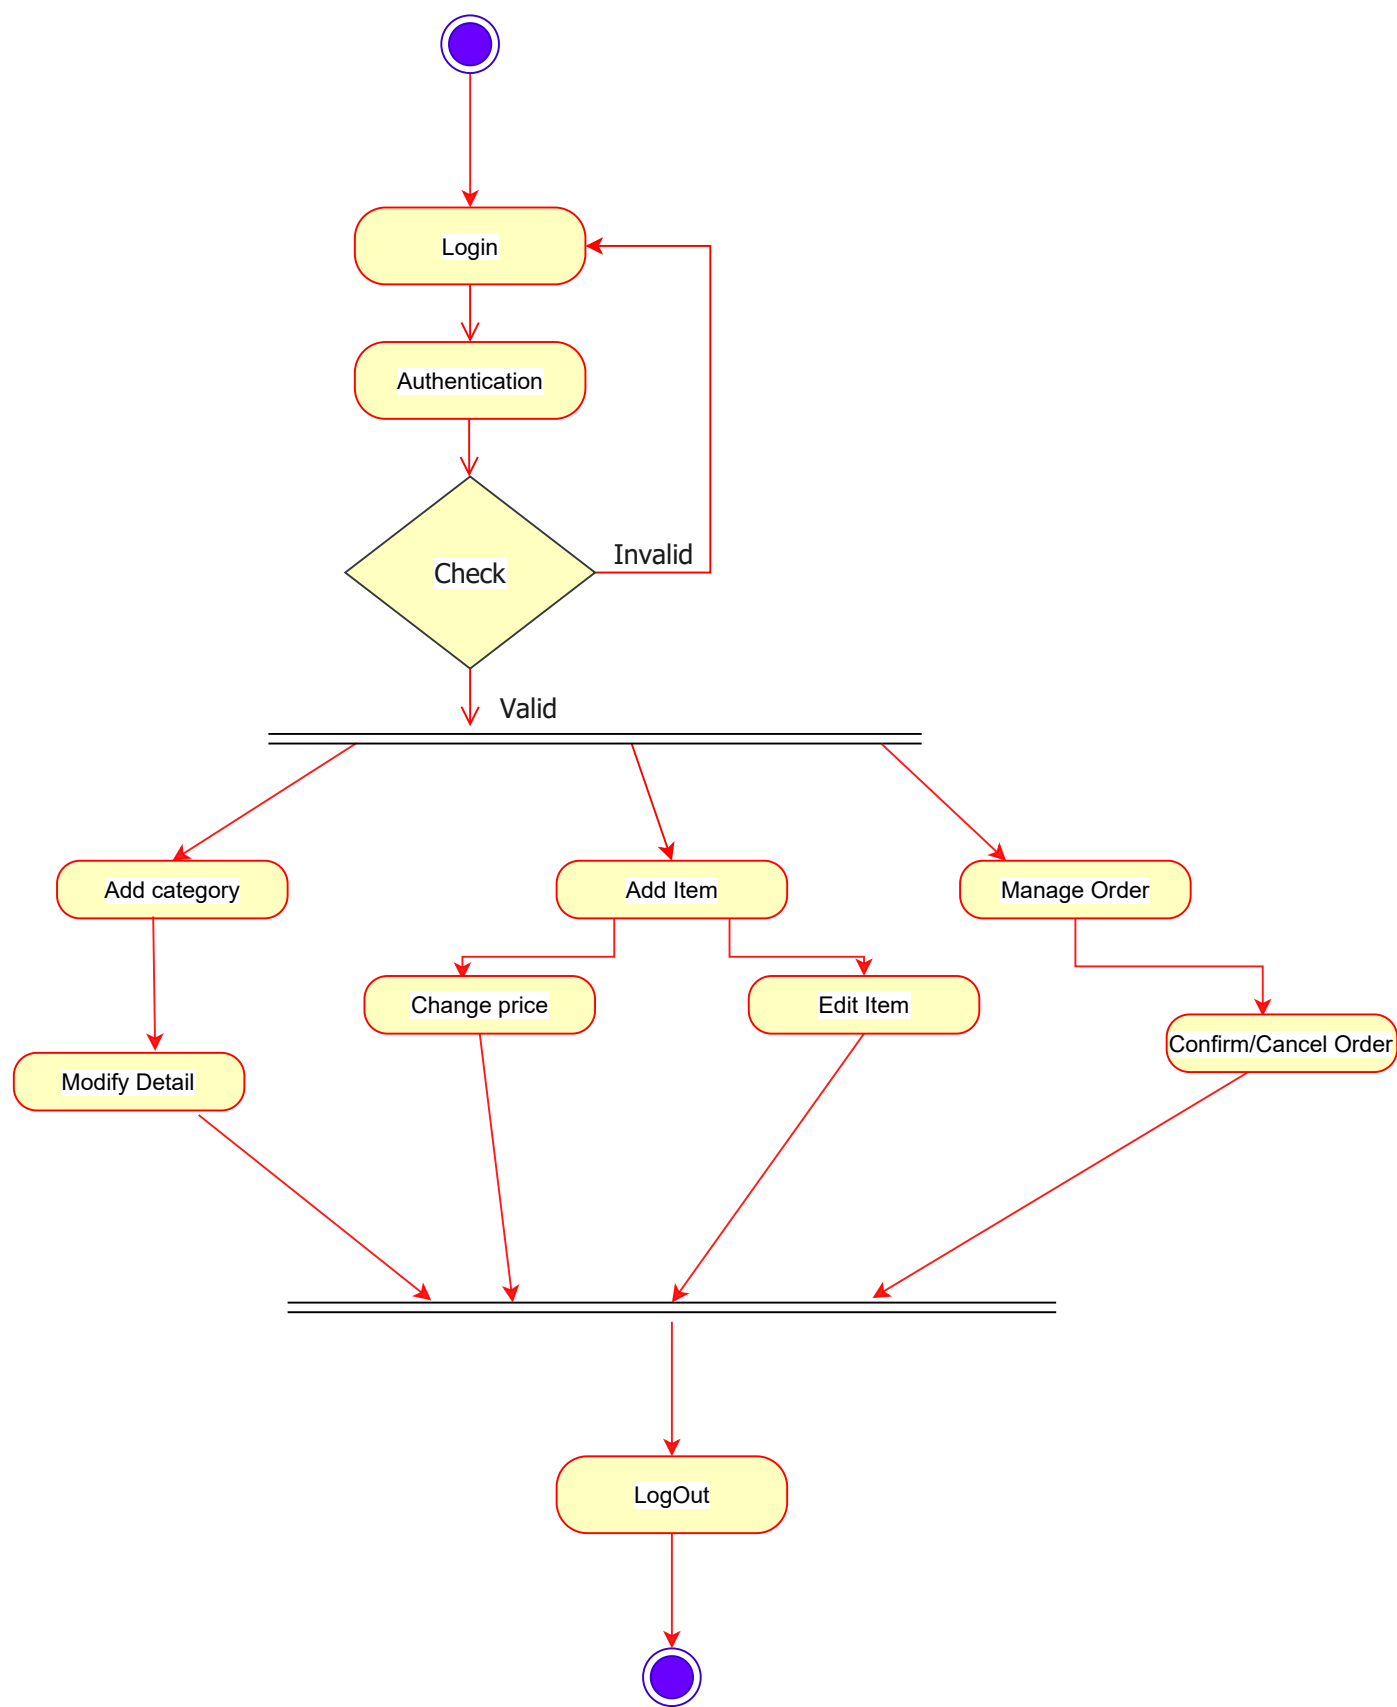 Login
Authentication
Check
Invalid
Valid
Add category
Add Item
Manage Order
Change price
Edit Item
Confirm/Cancel Order
Modify Detail
LogOut